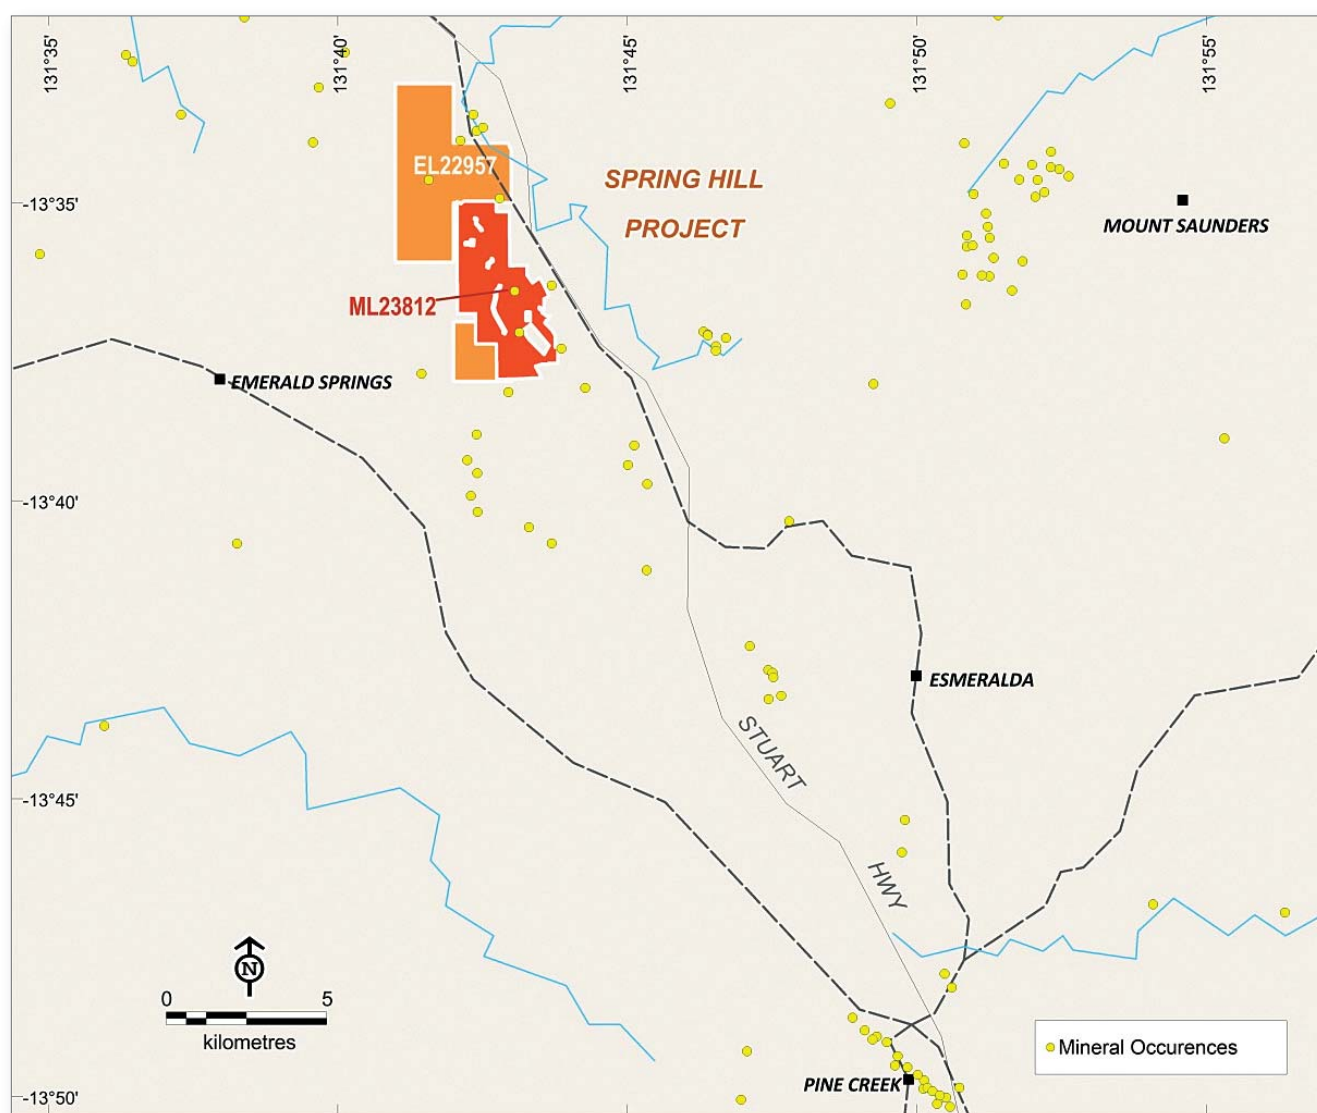 131°35'
131°40'
131°45'
131°50'
131°55'
EL22957
SPRING HILL
PROJECT
-13°35'
MOUNT SAUNDERS
ML23812
EMERALD SPRINGS
-13°40'
ESMERALDA
STUART
HWY
-13°45'
N
0 5
kilometres
Mineral Occurences
PINE CREEK
-13°50'